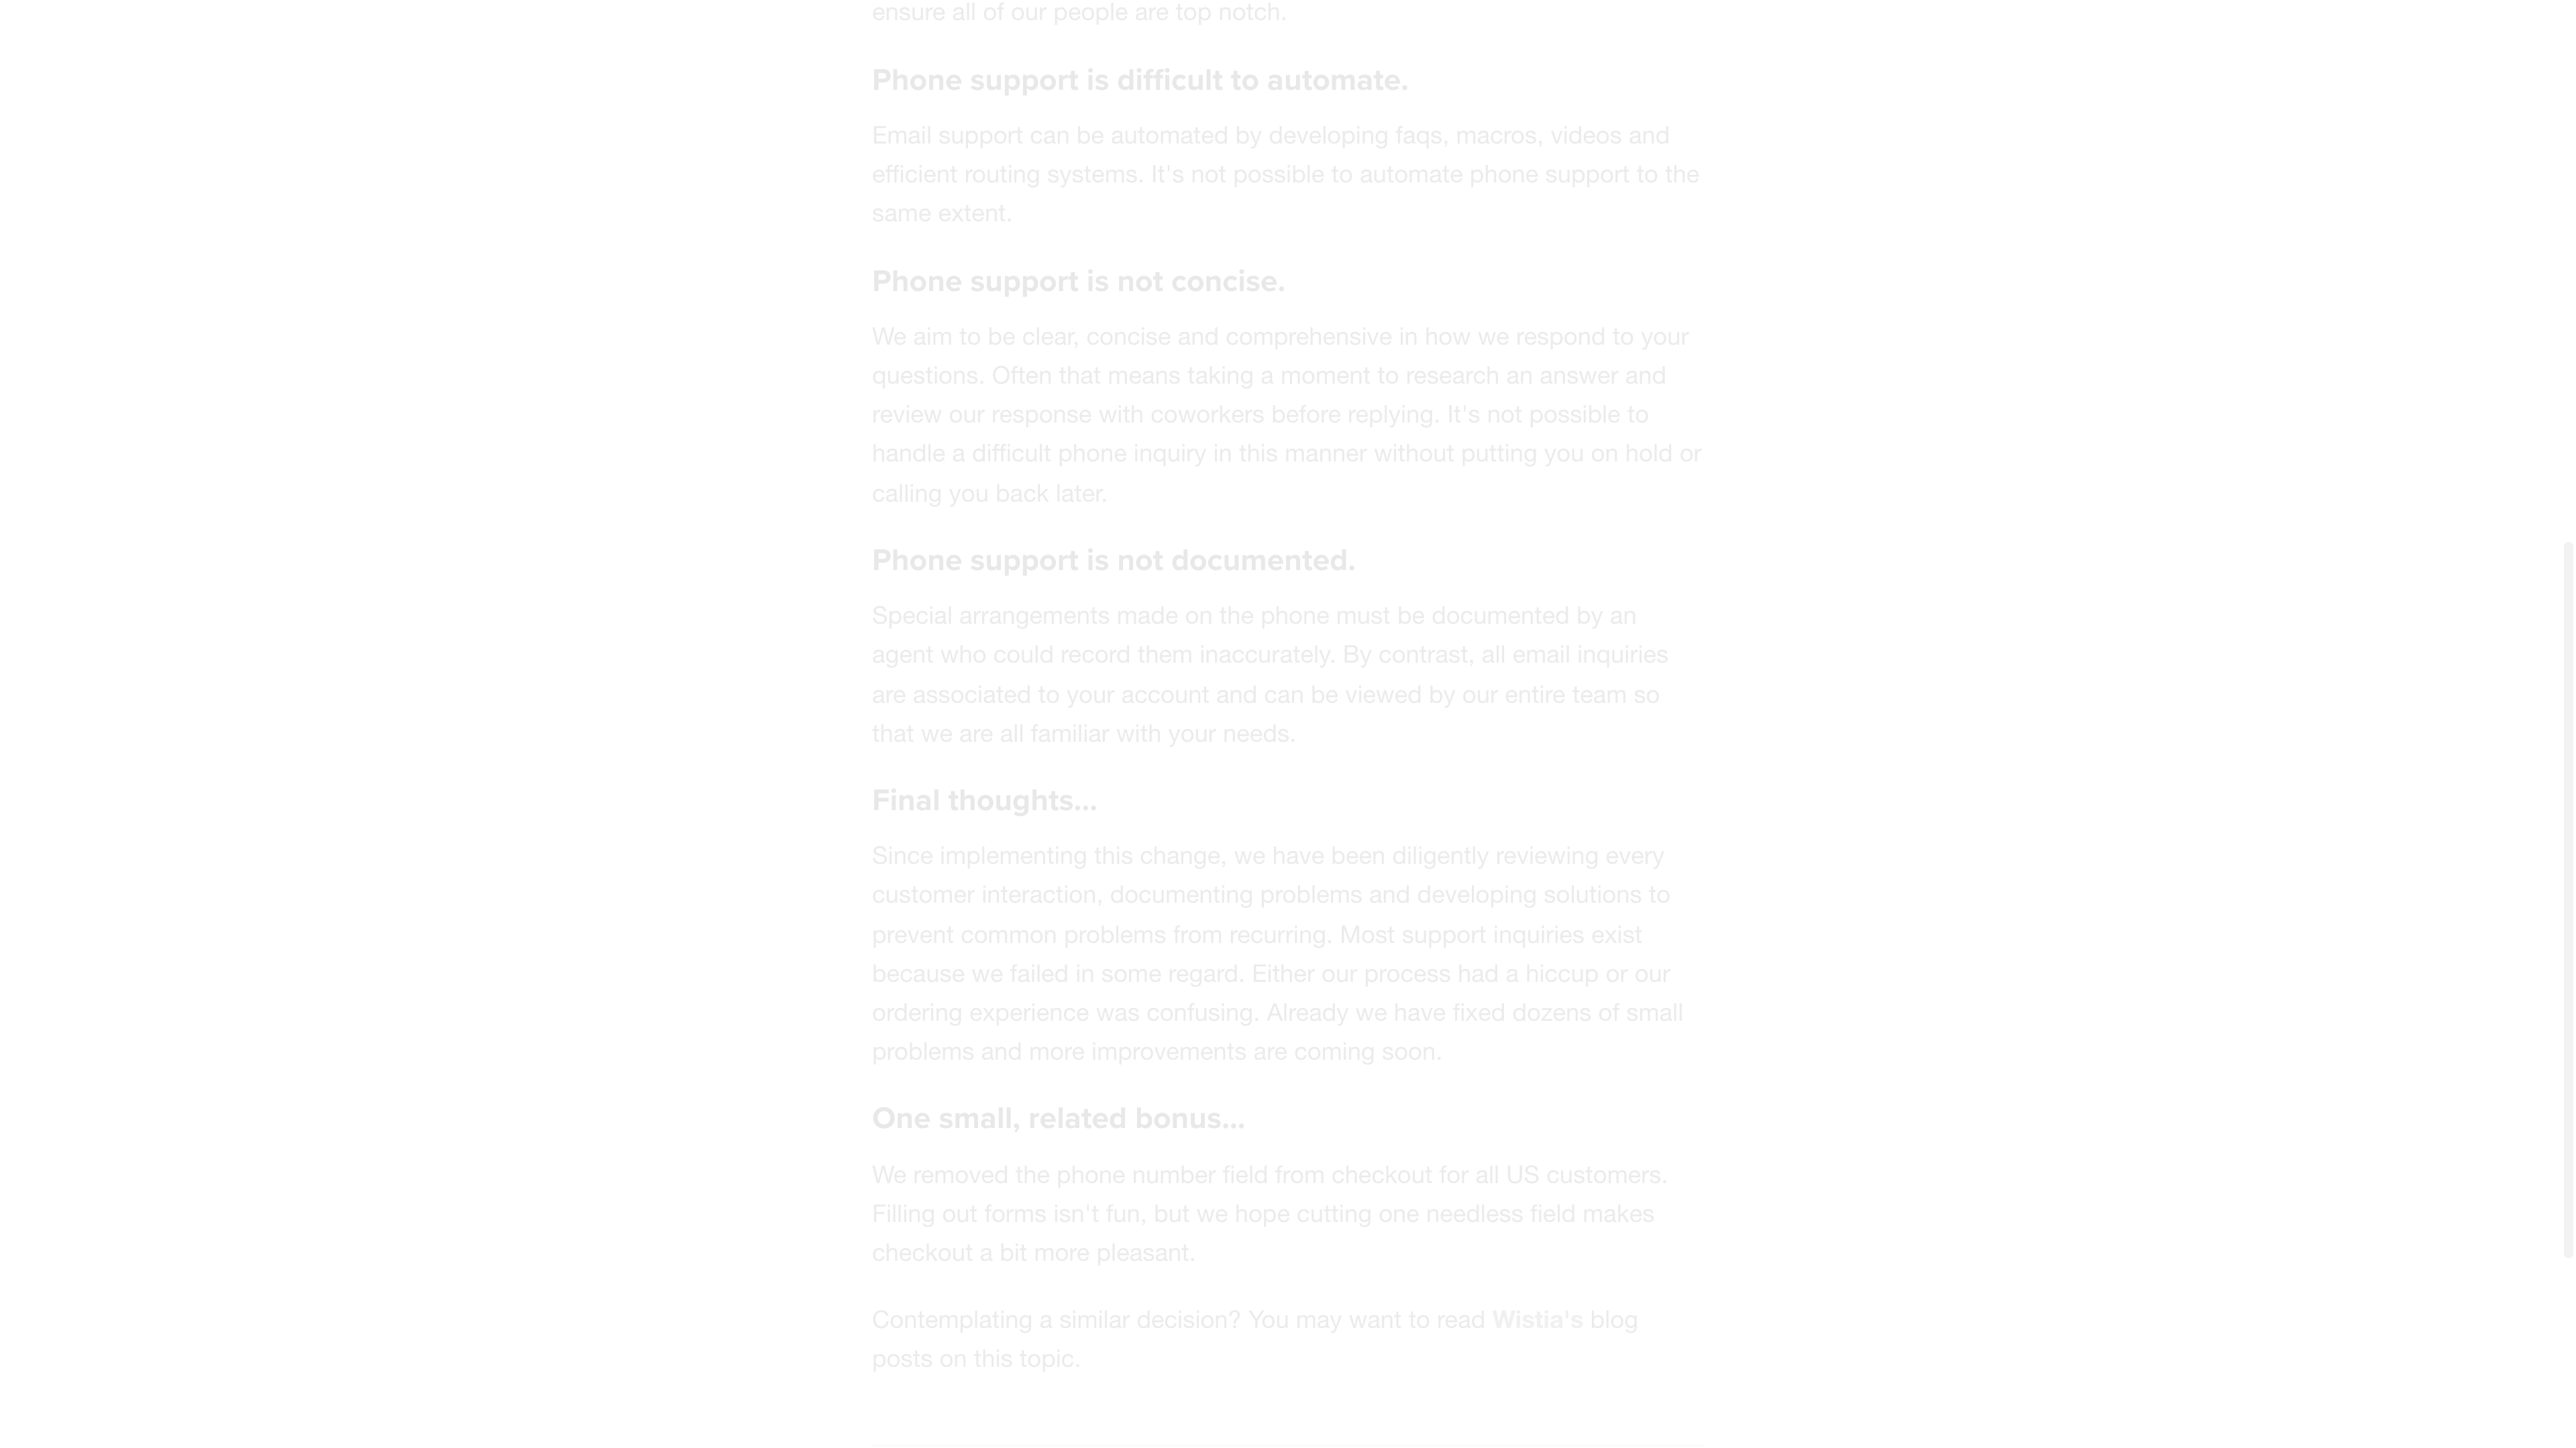 ensure all of our people are top notch.
Phone support is difficult to automate.
Email support can be automated by developing faqs, macros, videos and
efficient routing systems. It's not possible to automate phone support to the
same extent.
Phone support is not concise.
We aim to be clear, concise and comprehensive in how we respond to your
questions. Often that means taking a moment to research an answer and
review our response with coworkers before replying. It's not possible to
handle a difficult phone inquiry in this manner without putting you on hold or
calling you back later.
Phone support is not documented.
Special arrangements made on the phone must be documented by an
agent who could record them inaccurately. By contrast, all email inquiries
are associated to your account and can be viewed by our entire team so
that we are all familiar with your needs.
Final thoughts...
Since implementing this change, we have been diligently reviewing every
customer interaction, documenting problems and developing solutions to
prevent common problems from recurring. Most support inquiries exist
because we failed in some regard. Either our process had a hiccup or our
ordering experience was confusing. Already we have fixed dozens of small
problems and more improvements are coming soon.
One small, related bonus...
We removed the phone number field from checkout for all US customers.
Filling out forms isn't fun, but we hope cutting one needless field makes
checkout a bit more pleasant.
Contemplating a similar decision? You may want to read Wistia's blog
posts on this topic.